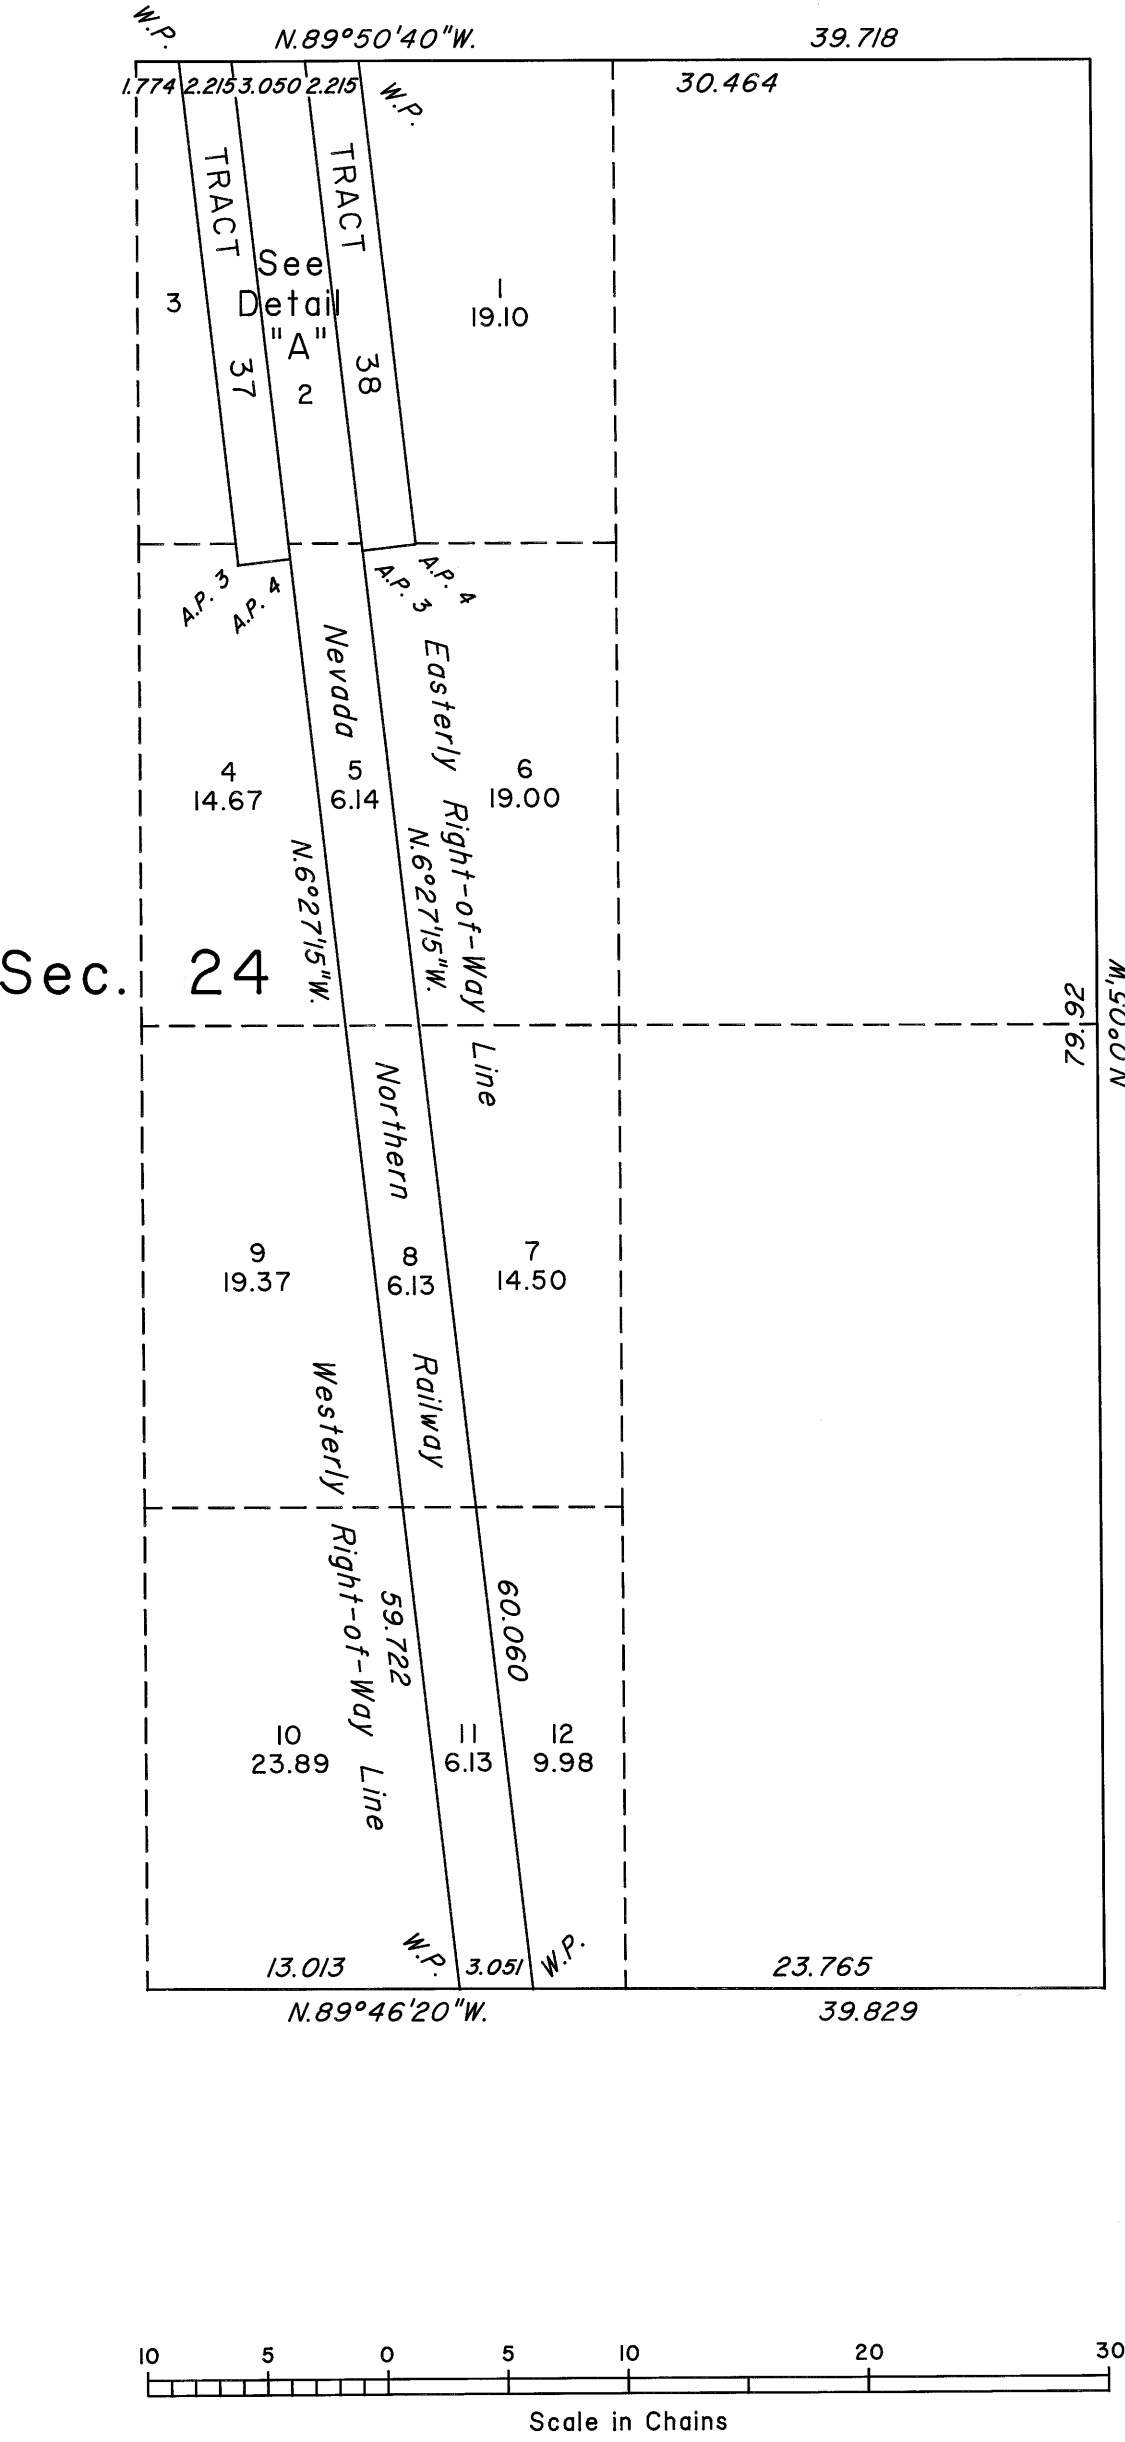 W.P.
N.89°50'40"W.
39.718
1.774
2.215
3.050
2.215
W.P.
30.464
TRACT
37
TRACT
38
See
Detail
"A"
2
3
1
19.10
A.P. 3
A.P. 4
A.P. 3
A.P. 4
Nevada
Easterly Right-of-Way Line
4
14.67
5
6.14
6
19.00
N.6°27'15"W.
N.6°27'15"W.
Sec. 24
79.92
N 0°05'W
Northern
9
19.37
8
6.13
7
14.50
Railway
Westerly Right-of-Way Line
59.722
60.060
10
23.89
11
6.13
12
9.98
13.013
W.P.
3.051
W.P.
23.765
N.89°46'20"W.
39.829
10 5 0 5 10 20 30
Scale in Chains